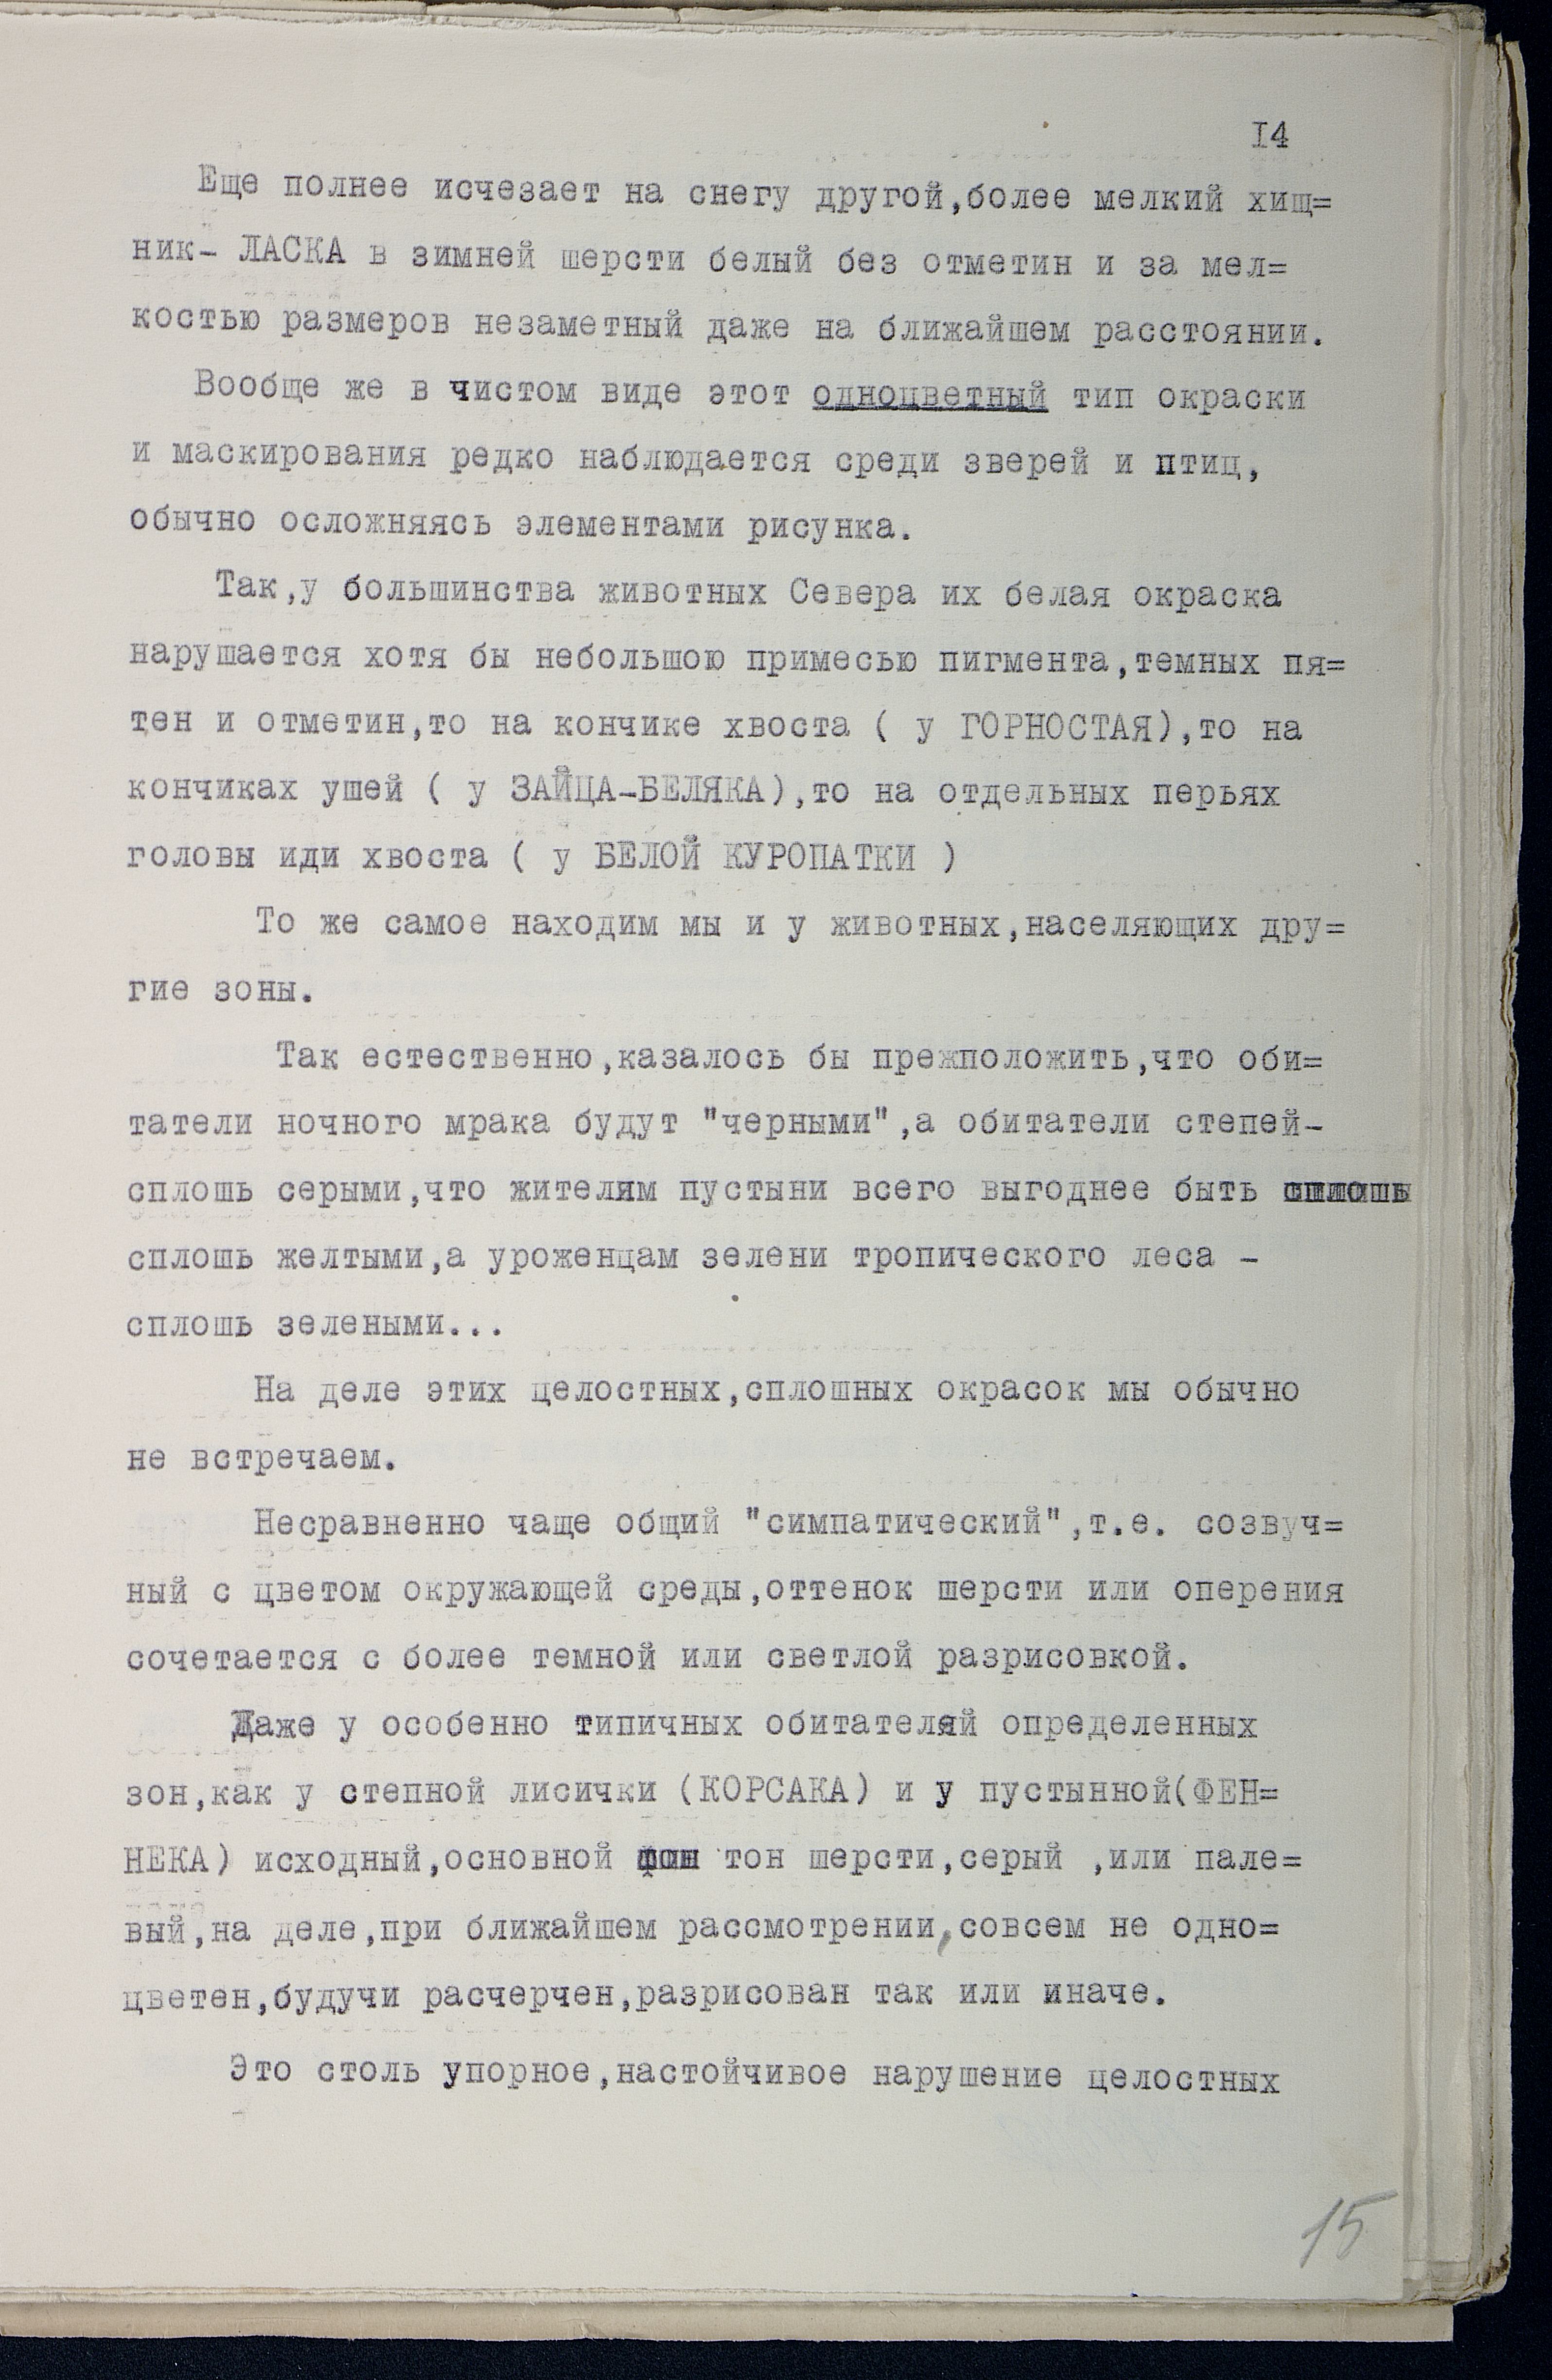 14
Еще полнее исчезает на снегу другой,более мелкий хищ=
ник- ЛАСКА в зимней шерсти белый без отметин и за мел=
костью размеров незаметный даже на ближайшем расстоянии.
Вообще же в чистом виде этот одноцветный тип окраски
и маскирования редко наблюдается среди зверей и птиц,
обычно осложняясь элементами рисунка.
Так,у большинства животных Севера их белая окраска
нарушается хотя бы небольшою примесью пигмента,темных пя=
тен и отметин,то на кончике хвоста ( у ГОРНОСТАЯ),то на
кончиках ушей ( у ЗАЙЦА-БЕЛЯКА),то на отдельных перьях
головы иди хвоста ( у БЕЛОЙ КУРОПАТКИ )
То же самое находим мы и у животных,населяющих дру=
гие зоны.
Так естественно,казалось бы прежположить,что оби=
татели ночного мрака будут "черными",а обитатели степей-
сплошь серыми,что жителям пустыни всего выгоднее быть сплошь
сплошь желтыми,а уроженцам зелени тропического леса -
сплошь зелеными...
На деле этих целостных,сплошных окрасок мы обычно
не встречаем.
Несравненно чаще общий "симпатический",т.е. созвуч=
ный с цветом окружающей среды,оттенок шерсти или оперения
сочетается с более темной или светлой разрисовкой.
Даже у особенно типичных обитателей определенных
зон,как у степной лисички (КОРСАКА) и у пустынной(ФЕН=
НЕКА) исходный,основной фон тон шерсти,серый ,или пале=
вый,на деле,при ближайшем рассмотрении,совсем не одно=
цветен,будучи расчерчен,разрисован так или иначе.
Это столь упорное,настойчивое нарушение целостных
15